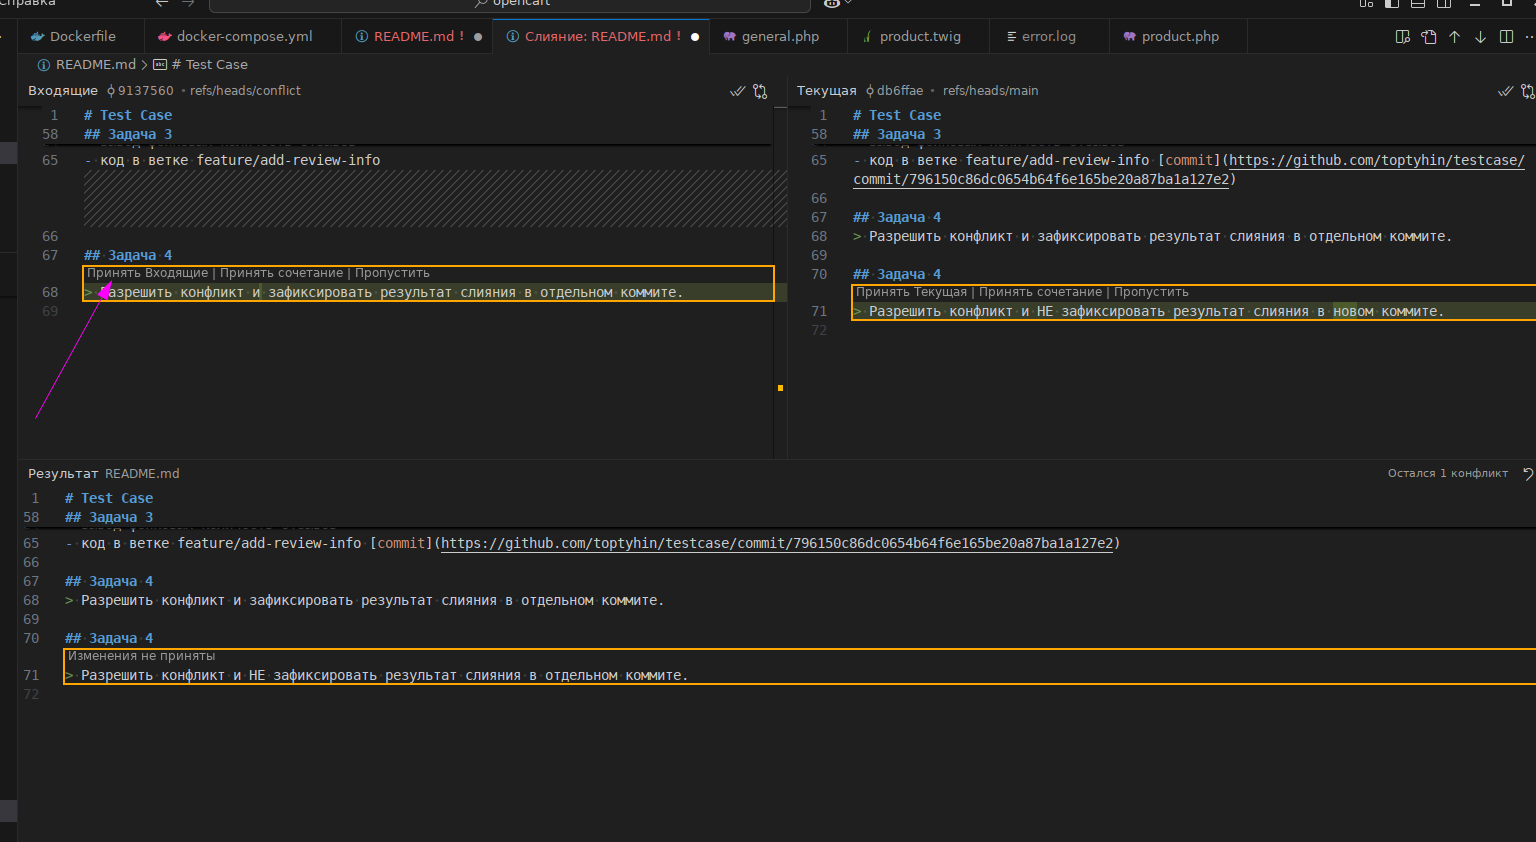 Справка
opencart
Dockerfile
docker-compose.yml
README.md !
Слияние: README.md !
general.php
product.twig
error.log
product.php
README.md > # Test Case
Входящие 9137560 • refs/heads/conflict
1 # Test Case
58 ## Задача 3
65 - код в ветке feature/add-review-info
66
67 ## Задача 4
Принять Входящие | Принять сочетание | Пропустить
68 > Разрешить конфликт и зафиксировать результат слияния в отдельном коммите.
69
Текущая db6ffae • refs/heads/main
1 # Test Case
58 ## Задача 3
65 - код в ветке feature/add-review-info [commit](https://github.com/toptyhin/testcase/
commit/796150c86dc0654b64f6e165be20a87ba1a127e2)
66
67 ## Задача 4
68 > Разрешить конфликт и зафиксировать результат слияния в отдельном коммите.
69
70 ## Задача 4
Принять Текущая | Принять сочетание | Пропустить
71 > Разрешить конфликт и НЕ зафиксировать результат слияния в новом коммите.
72
Результат README.md
Остался 1 конфликт
1 # Test Case
58 ## Задача 3
65 - код в ветке feature/add-review-info [commit](https://github.com/toptyhin/testcase/commit/796150c86dc0654b64f6e165be20a87ba1a127e2)
66
67 ## Задача 4
68 > Разрешить конфликт и зафиксировать результат слияния в отдельном коммите.
69
70 ## Задача 4
Изменения не приняты
71 > Разрешить конфликт и НЕ зафиксировать результат слияния в отдельном коммите.
72